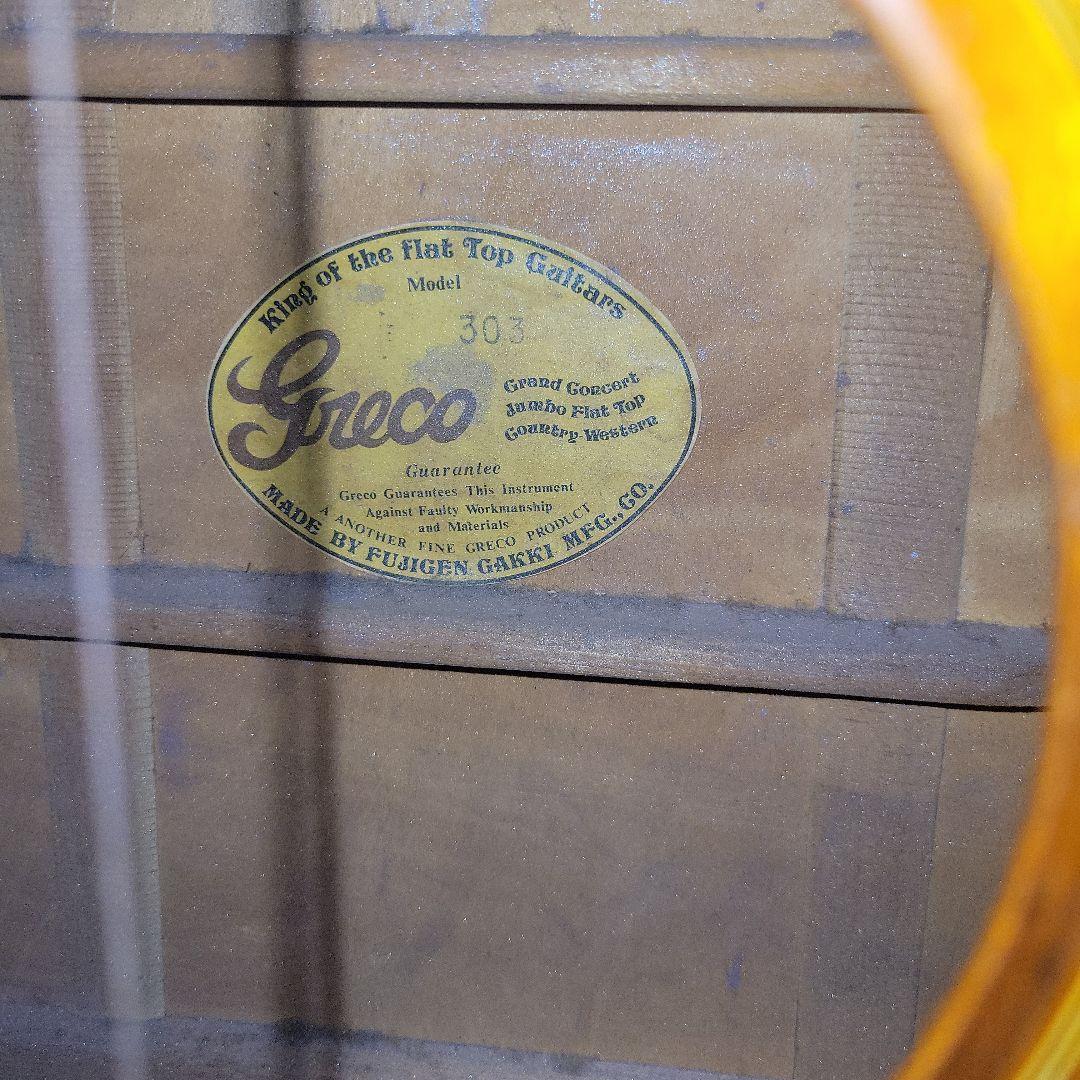 King of the flat Top Guitars
Model
303
Greco
Grand Concert
Jumbo Flat Top
Country-Western
Guarantee
Greco Guarantees This Instrument
Against Faulty Workmanship
and Materials
A ANOTHER FINE GRECO PRODUCT
MADE BY FUJIGEN GAKKI MFG., CO.